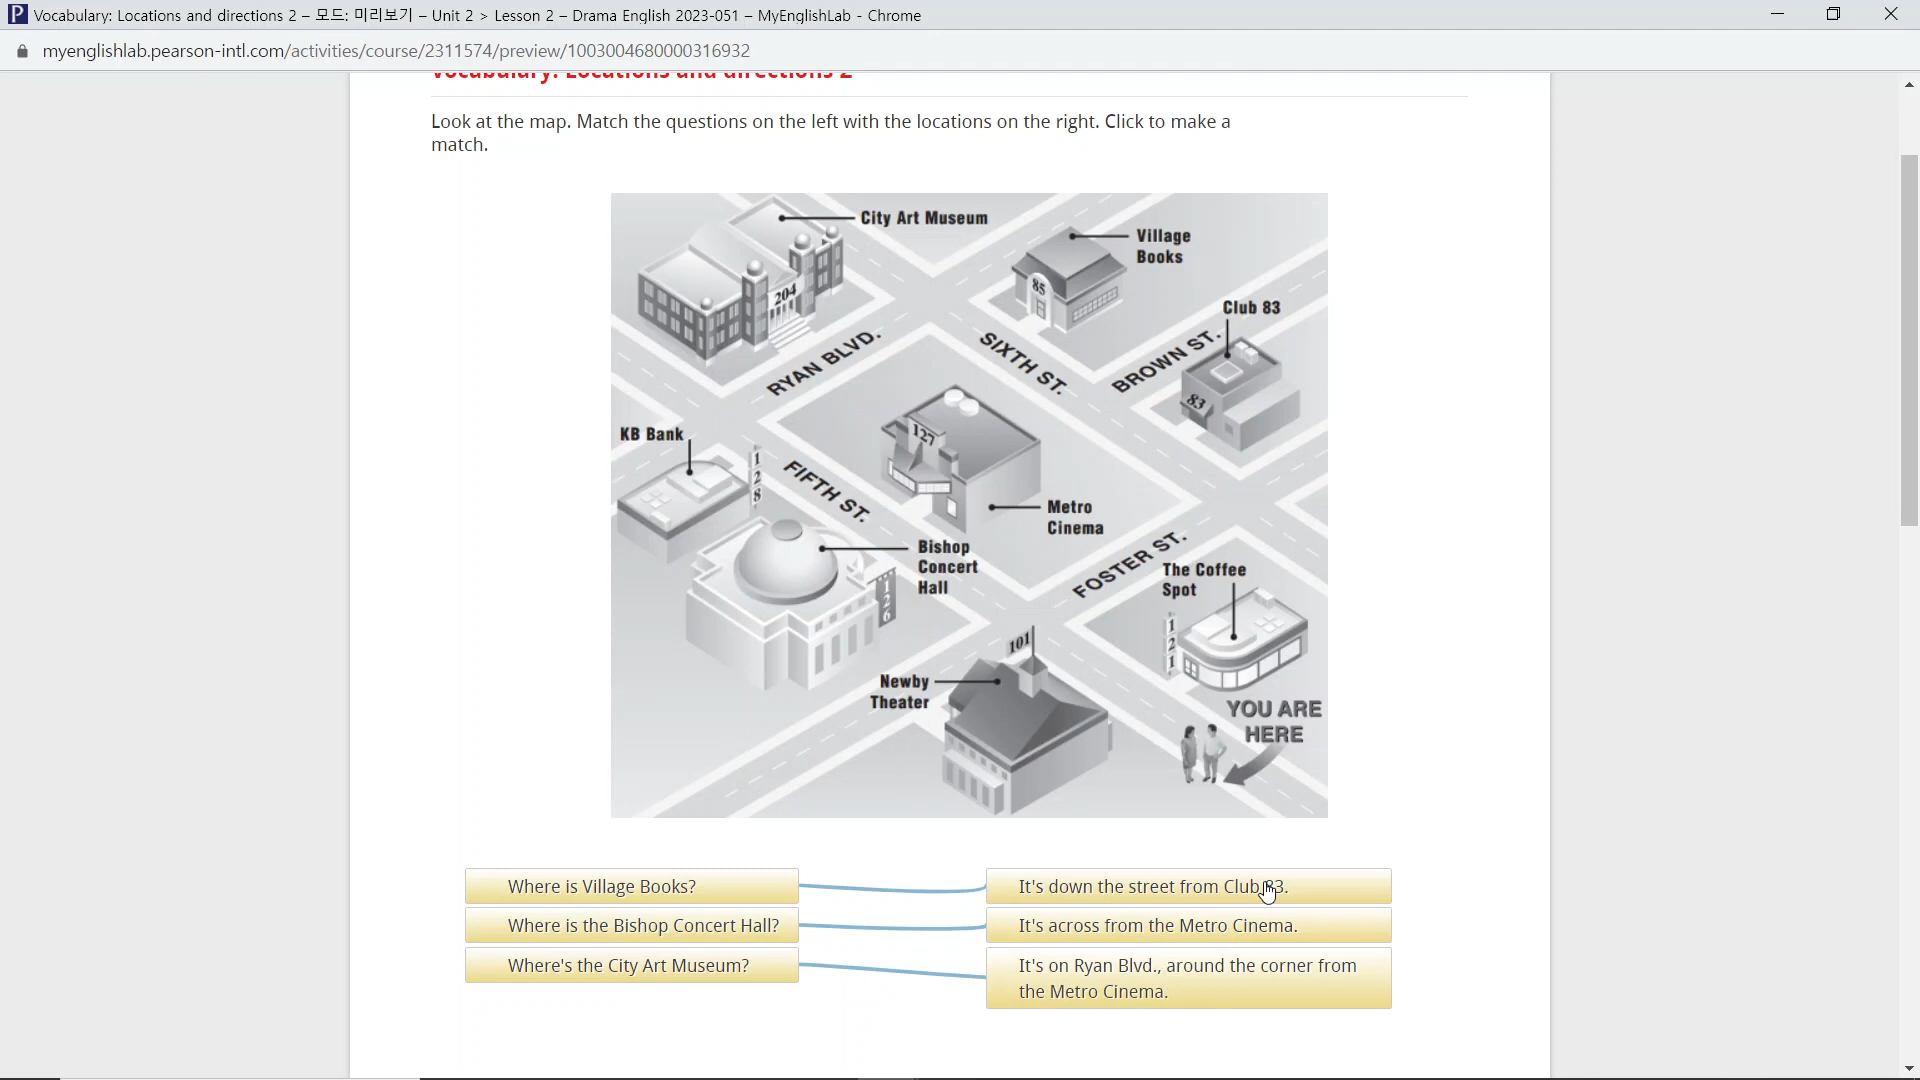 Vocabulary: Locations and directions 2 – 모드: 미리보기 – Unit 2 > Lesson 2 – Drama English 2023-051 – MyEnglishLab - Chrome
myenglishlab.pearson-intl.com/activities/course/2311574/preview/1003004680000316932
Vocabulary: Locations and directions 2
Look at the map. Match the questions on the left with the locations on the right. Click to make a
match.
City Art Museum
Village
Books
204
85
Club 83
RYAN BLVD.
SIXTH ST.
BROWN ST.
83
KB Bank
127
128
FIFTH ST.
Metro
Cinema
Bishop
Concert
Hall
126
FOSTER ST.
The Coffee
Spot
121
101
Newby
Theater
YOU ARE
HERE
Where is Village Books?
It's down the street from Club 83.
Where is the Bishop Concert Hall?
It's across from the Metro Cinema.
Where's the City Art Museum?
It's on Ryan Blvd., around the corner from
the Metro Cinema.